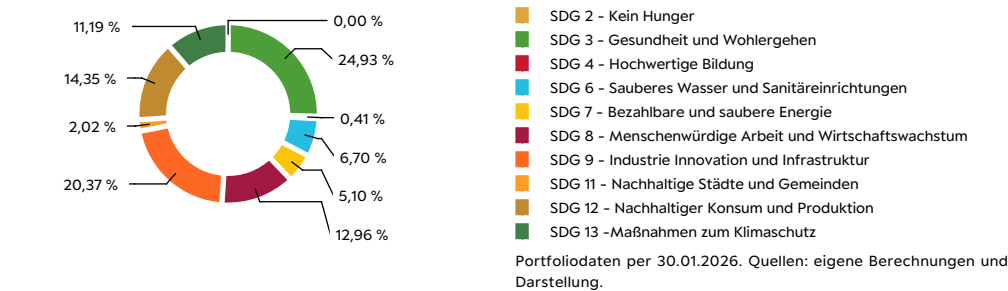 0,00 %
24,93 %
0,41 %
6,70 %
5,10 %
12,96 %
20,37 %
2,02 %
14,35 %
11,19 %
SDG 2 - Kein Hunger
SDG 3 - Gesundheit und Wohlergehen
SDG 4 - Hochwertige Bildung
SDG 6 - Sauberes Wasser und Sanitäreinrichtungen
SDG 7 - Bezahlbare und saubere Energie
SDG 8 - Menschenwürdige Arbeit und Wirtschaftswachstum
SDG 9 - Industrie Innovation und Infrastruktur
SDG 11 - Nachhaltige Städte und Gemeinden
SDG 12 - Nachhaltiger Konsum und Produktion
SDG 13 -Maßnahmen zum Klimaschutz
Portfoliodaten per 30.01.2026. Quellen: eigene Berechnungen und
Darstellung.